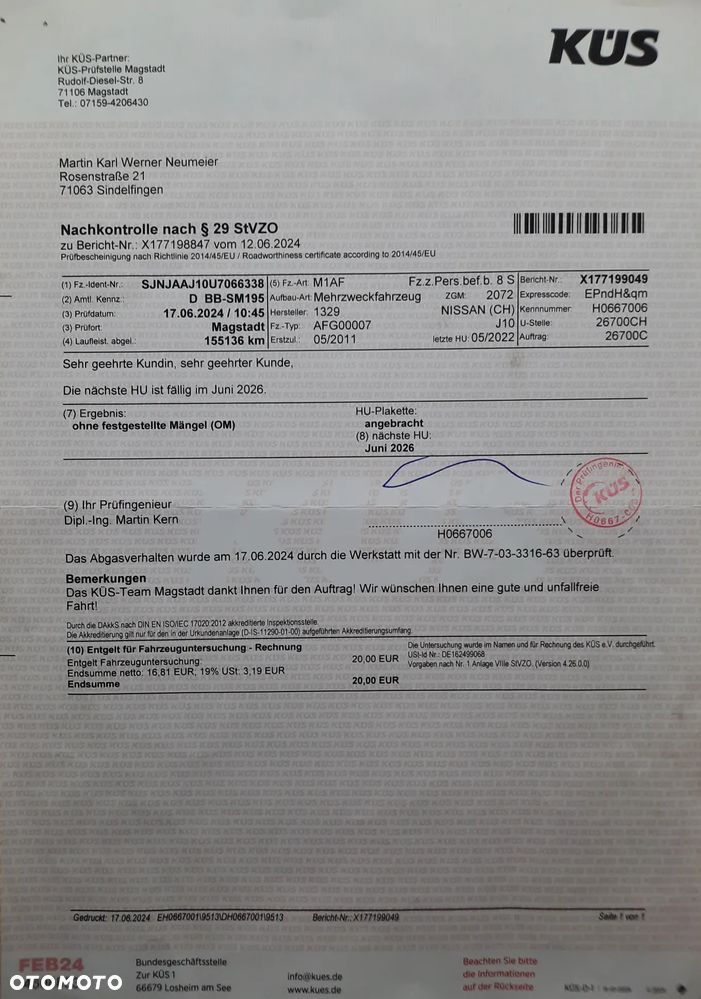 KÜS
Ihr KÜS-Partner:
KÜS-Prüfstelle Magstadt
Rudolf-Diesel-Str. 8
71106 Magstadt
Tel.: 07159-4206430
Martin Karl Werner Neumeier
Rosenstraße 21
71063 Sindelfingen
Nachkontrolle nach § 29 StVZO
zu Bericht-Nr.: X177198847 vom 12.06.2024
Prüfbescheinigung nach Richtlinie 2014/45/EU / Roadworthiness certificate according to 2014/45/EU
(1) Fz.-Ident-Nr.: SJNJAAJ10U7066338 (5) Fz.-Art: M1AF Fz.z.Pers.bef.b. 8 S Bericht-Nr.: X177199049
(2) Amtl. Kennz.: D BB-SM195 Aufbau-Art: Mehrzweckfahrzeug ZGM: 2072 Expresscode: EPndH&qm
(3) Prüfdatum: 17.06.2024 / 10:45 Hersteller: 1329 NISSAN (CH) Kennnummer: H0667006
(3) Prüfort: Magstadt Fz.-Typ: AFG00007 J10 U-Stelle: 26700CH
(4) Laufleist. abgel.: 155136 km Erstzul.: 05/2011 letzte HU: 05/2022 Auftrag: 26700C
Sehr geehrte Kundin, sehr geehrter Kunde,
Die nächste HU ist fällig im Juni 2026.
(7) Ergebnis: HU-Plakette:
ohne festgestellte Mängel (OM) angebracht
(8) nächste HU:
Juni 2026
(9) Ihr Prüfingenieur
Dipl.-Ing. Martin Kern
Der Prüfingenieur
KÜS
H0667006
Das Abgasverhalten wurde am 17.06.2024 durch die Werkstatt mit der Nr. BW-7-03-3316-63 überprüft.
Bemerkungen
Das KÜS-Team Magstadt dankt Ihnen für den Auftrag! Wir wünschen Ihnen eine gute und unfallfreie
Fahrt!
Durch die DAkkS nach DIN EN ISO/IEC 17020:2012 akkreditierte Inspektionsstelle.
Die Akkreditierung gilt nur für den in der Urkundenanlage (D-IS-11290-01-00) aufgeführten Akkreditierungsumfang.
(10) Entgelt für Fahrzeuguntersuchung - Rechnung
Entgelt Fahrzeuguntersuchung: 20,00 EUR
Endsumme netto: 16,81 EUR; 19% USt: 3,19 EUR
Endsumme 20,00 EUR
Die Untersuchung wurde im Namen und für Rechnung des KÜS e.V. durchgeführt.
USt-Id Nr.: DE162499068
Vorgaben nach Nr. 1 Anlage VIIIe StVZO. (Version 4.26.0.0)
Gedruckt: 17.06.2024 EH0667001\9513\DH0667001\9513 Bericht-Nr.: X177199049 Seite 1 von 1
FEB24
OTOMOTO
Bundesgeschäftsstelle
Zur KÜS 1
66679 Losheim am See
info@kues.de
www.kues.de
Beachten Sie bitte
die Informationen
auf der Rückseite